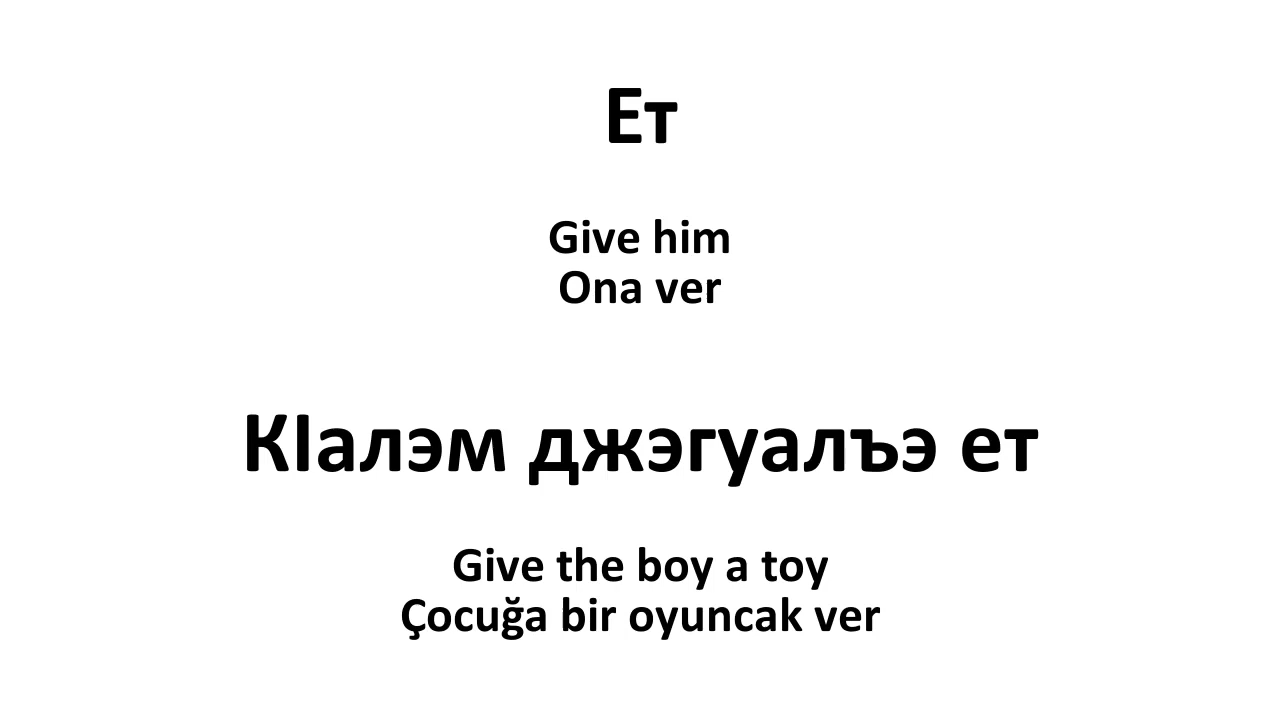 Ет
Give him
Ona ver
КӀалэм джэгуалъэ ет
Give the boy a toy
Çocuğa bir oyuncak ver